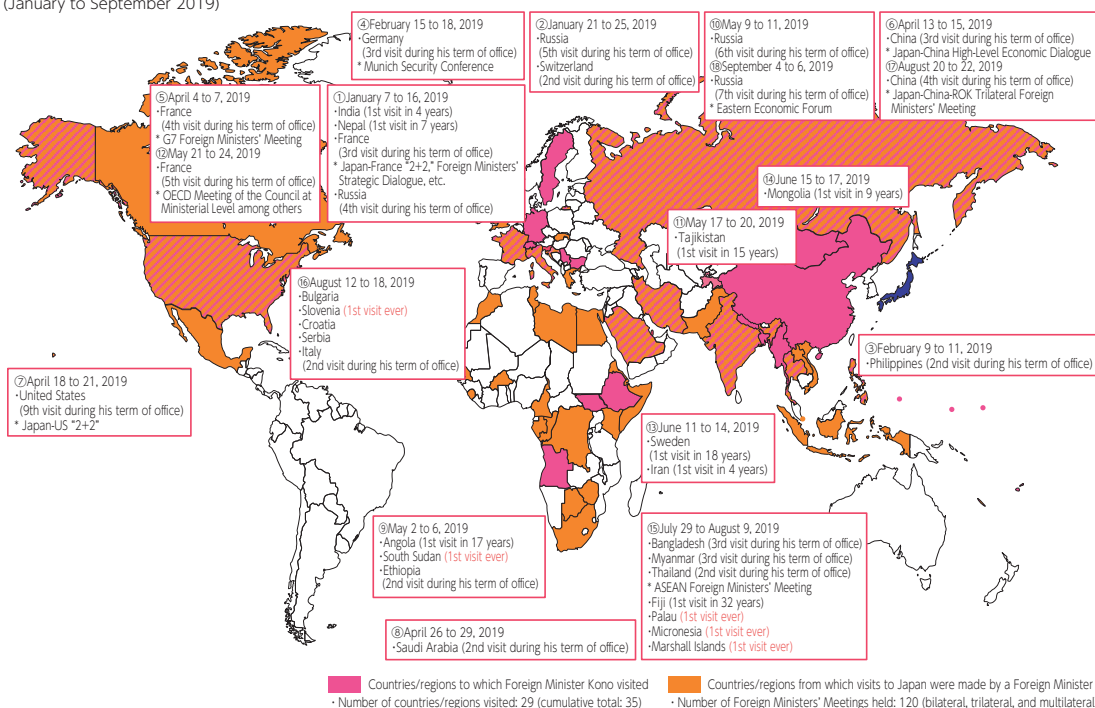 (January to September 2019)
④February 15 to 18, 2019
・Germany
(3rd visit during his term of office)
* Munich Security Conference
②January 21 to 25, 2019
・Russia
(5th visit during his term of office)
・Switzerland
(2nd visit during his term of office)
⑩May 9 to 11, 2019
・Russia
(6th visit during his term of office)
⑱September 4 to 6, 2019
・Russia
(7th visit during his term of office)
* Eastern Economic Forum
⑥April 13 to 15, 2019
・China (3rd visit during his term of office)
* Japan-China High-Level Economic Dialogue
⑰August 20 to 22, 2019
・China (4th visit during his term of office)
* Japan-China-ROK Trilateral Foreign
Ministers' Meeting
⑤April 4 to 7, 2019
・France
(4th visit during his term of office)
* G7 Foreign Ministers' Meeting
⑫May 21 to 24, 2019
・France
(5th visit during his term of office)
* OECD Meeting of the Council at
Ministerial Level among others
①January 7 to 16, 2019
・India (1st visit in 4 years)
・Nepal (1st visit in 7 years)
・France
(3rd visit during his term of office)
* Japan-France "2+2," Foreign Ministers'
Strategic Dialogue, etc.
・Russia
(4th visit during his term of office)
⑭June 15 to 17, 2019
・Mongolia (1st visit in 9 years)
⑪May 17 to 20, 2019
・Tajikistan
(1st visit in 15 years)
⑯August 12 to 18, 2019
・Bulgaria
・Slovenia (1st visit ever)
・Croatia
・Serbia
・Italy
(2nd visit during his term of office)
③February 9 to 11, 2019
・Philippines (2nd visit during his term of office)
⑦April 18 to 21, 2019
・United States
(9th visit during his term of office)
* Japan-US "2+2"
⑬June 11 to 14, 2019
・Sweden
(1st visit in 18 years)
・Iran (1st visit in 4 years)
⑨May 2 to 6, 2019
・Angola (1st visit in 17 years)
・South Sudan (1st visit ever)
・Ethiopia
(2nd visit during his term of office)
⑮July 29 to August 9, 2019
・Bangladesh (3rd visit during his term of office)
・Myanmar (3rd visit during his term of office)
・Thailand (2nd visit during his term of office)
* ASEAN Foreign Ministers' Meeting
・Fiji (1st visit in 32 years)
・Palau (1st visit ever)
・Micronesia (1st visit ever)
・Marshall Islands (1st visit ever)
⑧April 26 to 29, 2019
・Saudi Arabia (2nd visit during his term of office)
Countries/regions to which Foreign Minister Kono visited
・Number of countries/regions visited: 29 (cumulative total: 35)
Countries/regions from which visits to Japan were made by a Foreign Minister
・Number of Foreign Ministers' Meetings held: 120 (bilateral, trilateral, and multilateral